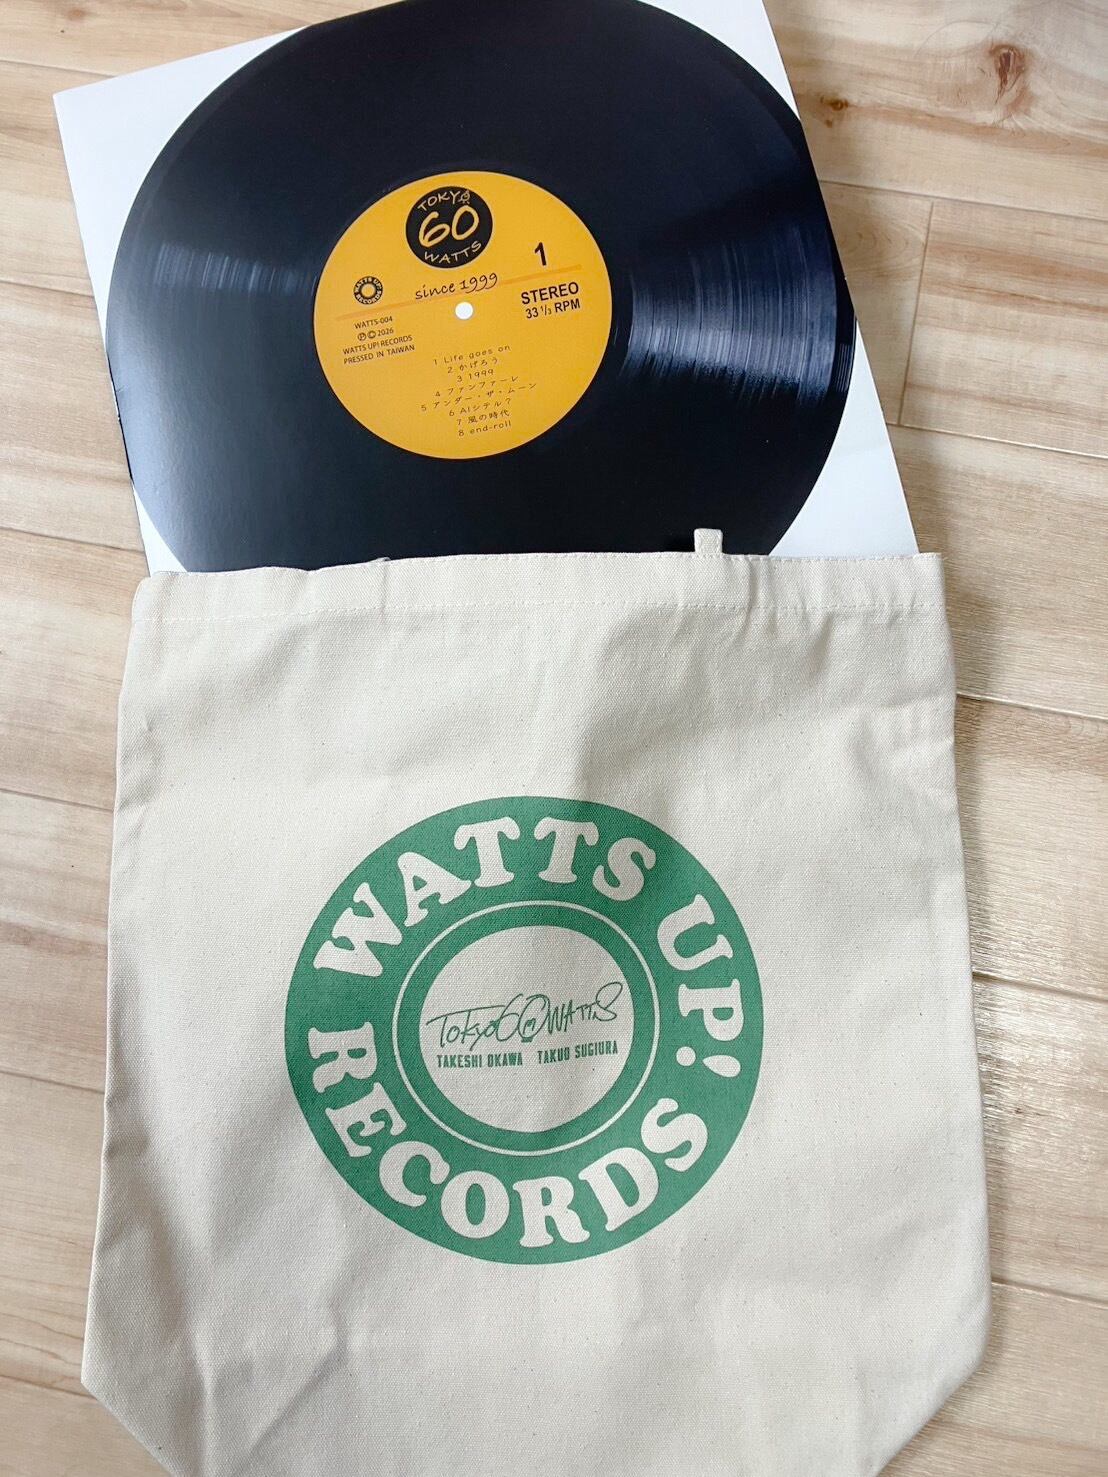 TOKYO
60
WATTS
since 1999
1
STEREO
33 1/3 RPM
WATTS UP!
RECORDS
WATTS-004
Ⓟ©2026
WATTS UP! RECORDS
PRESSED IN TAIWAN
1 Life goes on
2 かげろう
3 1999
4 ファンファーレ
5 アンダー・ザ・ムーン
6 AIシテル?
7 風の時代
8 end-roll
WATTS UP!
TOKYO60WATTS
TAKESHI OKAWA TAKUO SUGIURA
RECORDS